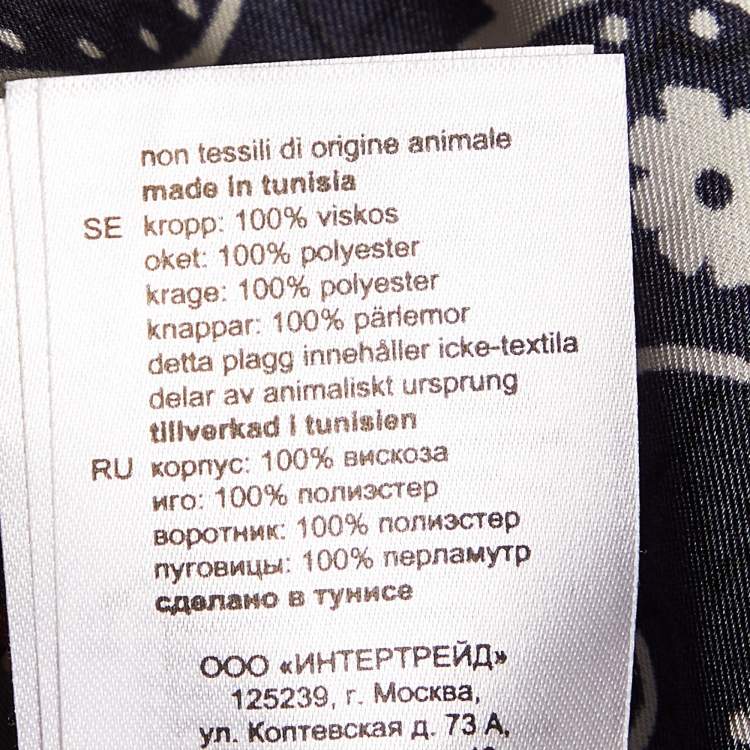 non tessili di origine animale
made in tunisia
SE kropp: 100% viskos
oket: 100% polyester
krage: 100% polyester
knappar: 100% pärlemor
detta plagg innehåller icke-textila
delar av animaliskt ursprung
tillverkad i tunisien
RU корпус: 100% вискоза
иго: 100% полиэстер
воротник: 100% полиэстер
пуговицы: 100% перламутр
сделано в тунисе
ООО «ИНТЕРТРЕЙД»
125239, г. Москва,
ул. Коптевская д. 73 А,